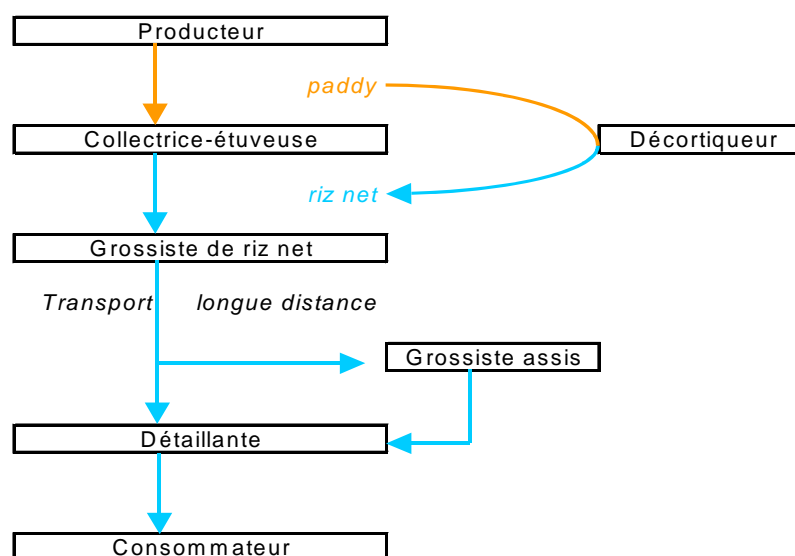 Producteur
paddy
Collectrice-étuveuse
Décortiqueur
riz net
Grossiste de riz net
Transport longue distance
Grossiste assis
Détaillante
Consommateur